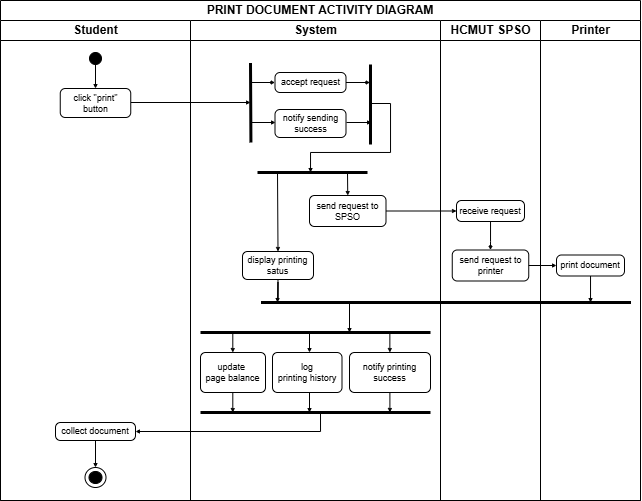 PRINT DOCUMENT ACTIVITY DIAGRAM
Student
System
HCMUT SPSO
Printer
click "print"
button
accept request
notify sending
success
send request to
SPSO
receive request
display printing
satus
send request to
printer
print document
update
page balance
log
printing history
notify printing
success
collect document